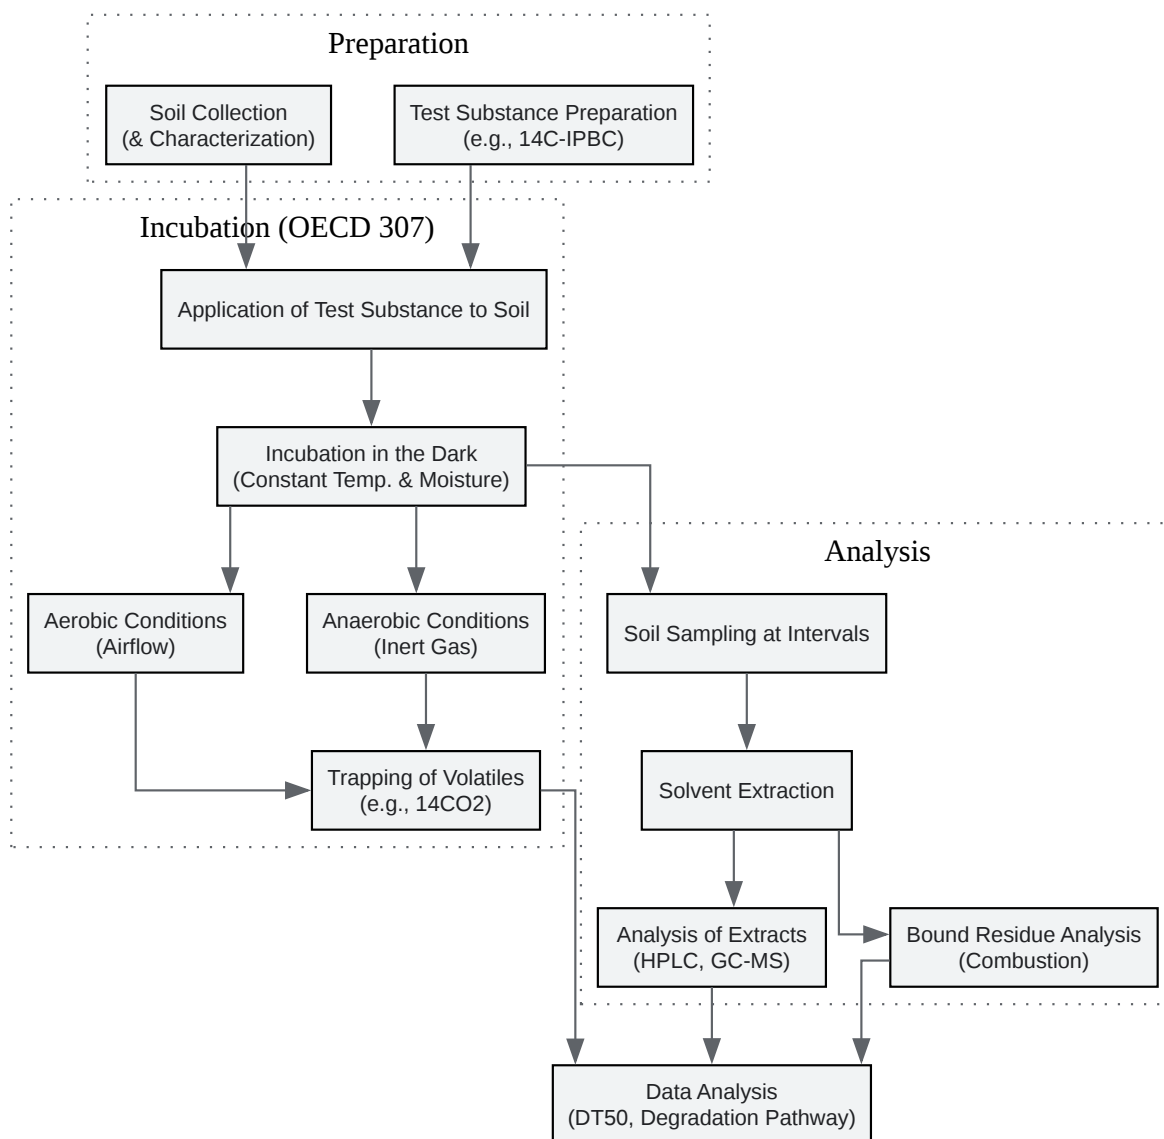 Preparation
Soil Collection
(& Characterization)
Test Substance Preparation
(e.g., 14C-IPBC)
Incubation (OECD 307)
Application of Test Substance to Soil
Incubation in the Dark
(Constant Temp. & Moisture)
Analysis
Aerobic Conditions
(Airflow)
Anaerobic Conditions
(Inert Gas)
Soil Sampling at Intervals
Trapping of Volatiles
(e.g., 14CO2)
Solvent Extraction
Analysis of Extracts
(HPLC, GC-MS)
Bound Residue Analysis
(Combustion)
Data Analysis
(DT50, Degradation Pathway)